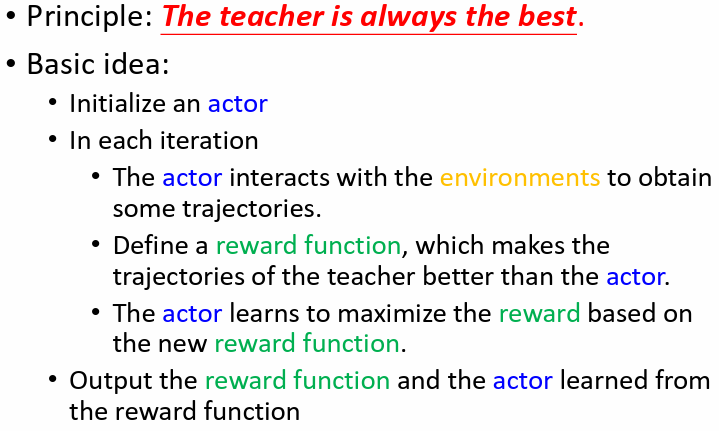 • Principle: The teacher is always the best.
• Basic idea:
• Initialize an actor
• In each iteration
• The actor interacts with the environments to obtain
some trajectories.
• Define a reward function, which makes the
trajectories of the teacher better than the actor.
• The actor learns to maximize the reward based on
the new reward function.
• Output the reward function and the actor learned from
the reward function